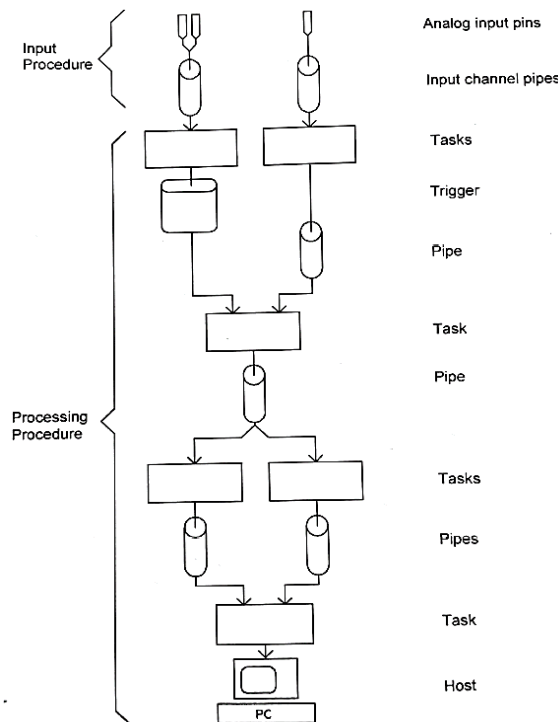 Analog input pins
Input
Procedure
Input channel pipes
Tasks
Trigger
Pipe
Task
Pipe
Processing
Procedure
Tasks
Pipes
Task
Host
PC